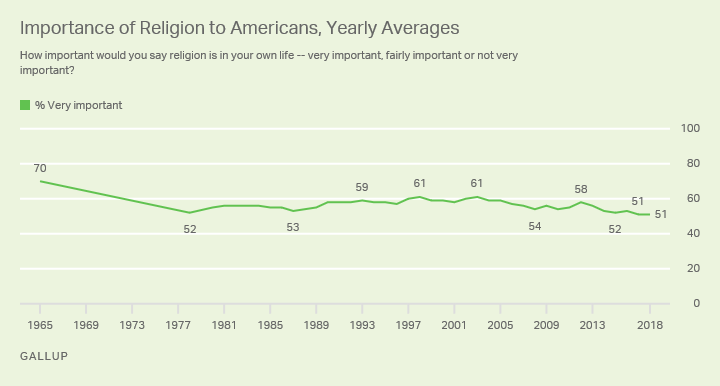 Importance of Religion to Americans, Yearly Averages
How important would you say religion is in your own life -- very important, fairly important or not very
important?
% Very important
100
80
60
40
20
0
70
52
53
59
61
61
54
58
52
51
51
1965 1969 1973 1977 1981 1985 1989 1993 1997 2001 2005 2009 2013 2018
GALLUP